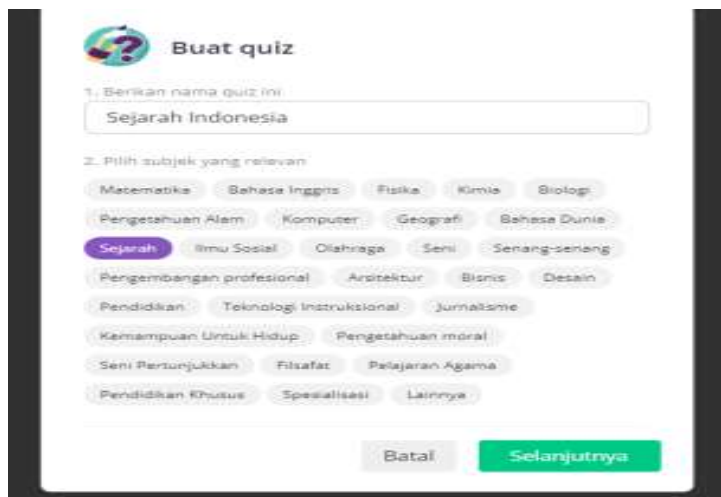 Buat quiz
1. Berikan nama quiz ini
Sejarah Indonesia
2. Pilih subjek yang relevan
Matematika Bahasa Inggris Fisika Kimia Biologi
Pengetahuan Alam Komputer Geografi Bahasa Dunia
Sejarah Ilmu Sosial Olahraga Seni Senang-senang
Pengembangan profesional Arsitektur Bisnis Desain
Pendidikan Teknologi Instruksional Jurnalisme
Kemampuan Untuk Hidup Pengetahuan moral
Seni Pertunjukkan Filsafat Pelajaran Agama
Pendidikan Khusus Spesialisasi Lainnya
Batal Selanjutnya